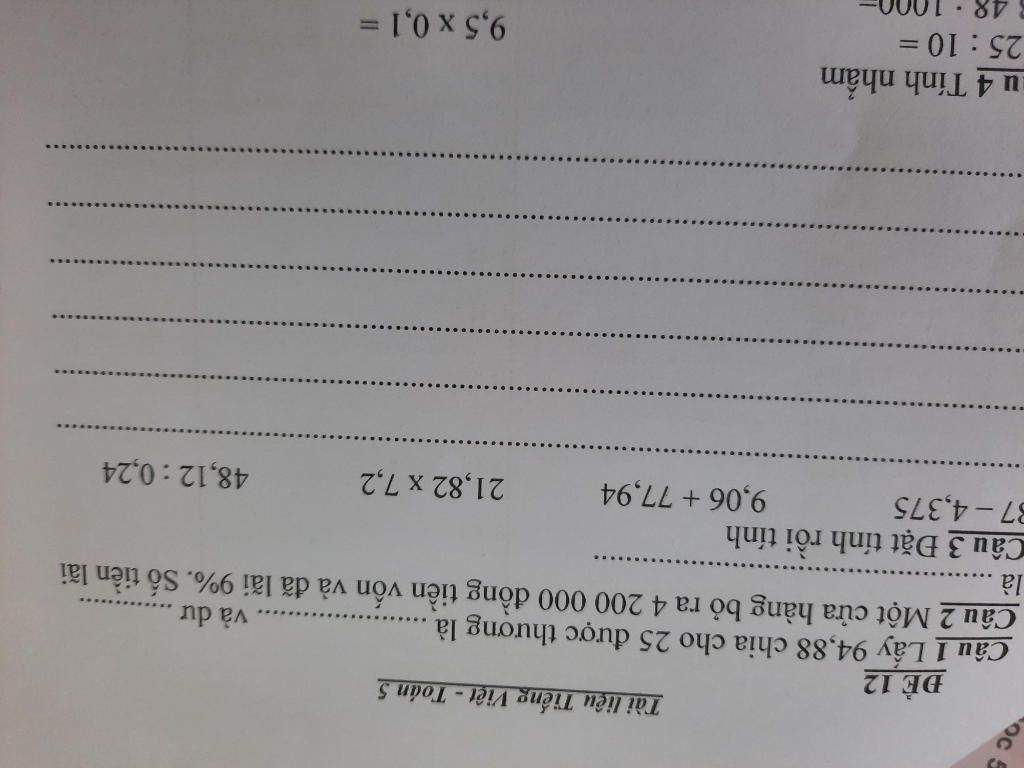 Tài liệu Tiếng Việt - Toán 5
ĐỀ 12
Câu 1 Lấy 94,88 chia cho 25 được thương là ........................ và dư ..............
Câu 2 Một cửa hàng bỏ ra 4 200 000 đồng tiền vốn và đã lãi 9%. Số tiền lãi
là ............................................................
Câu 3 Đặt tính rồi tính
87 – 4,375 9,06 + 77,94 21,82 x 7,2 48,12 : 0,24
4 Tính nhẩm
25 : 10 = 9,5 x 0,1 =
48 : 1000=